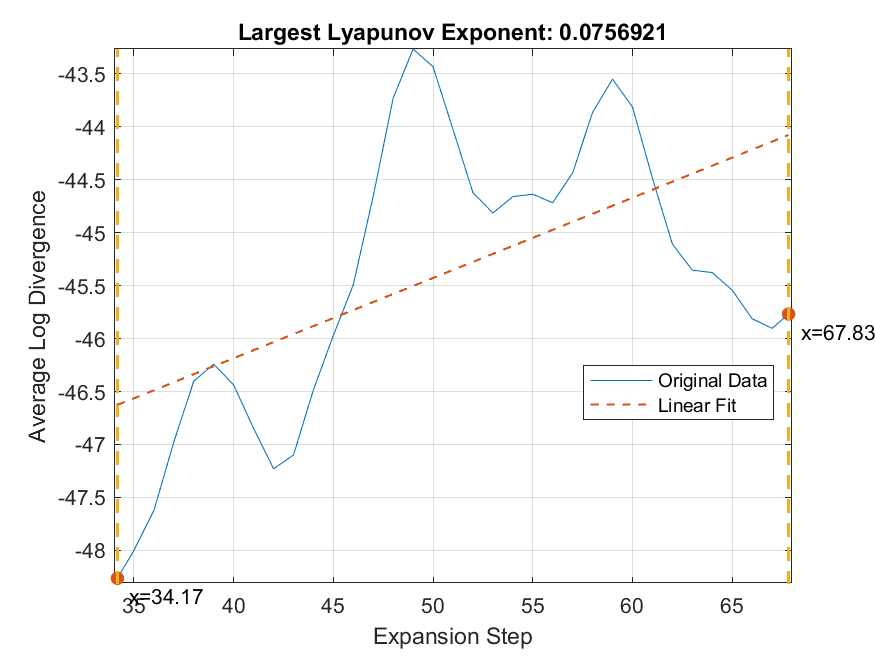 Largest Lyapunov Exponent: 0.0756921
-43.5
-44
-44.5
-45
-45.5
-46
-46.5
-47
-47.5
-48
Average Log Divergence
x=67.83
Original Data
Linear Fit
x=34.17
35 40 45 50 55 60 65
Expansion Step